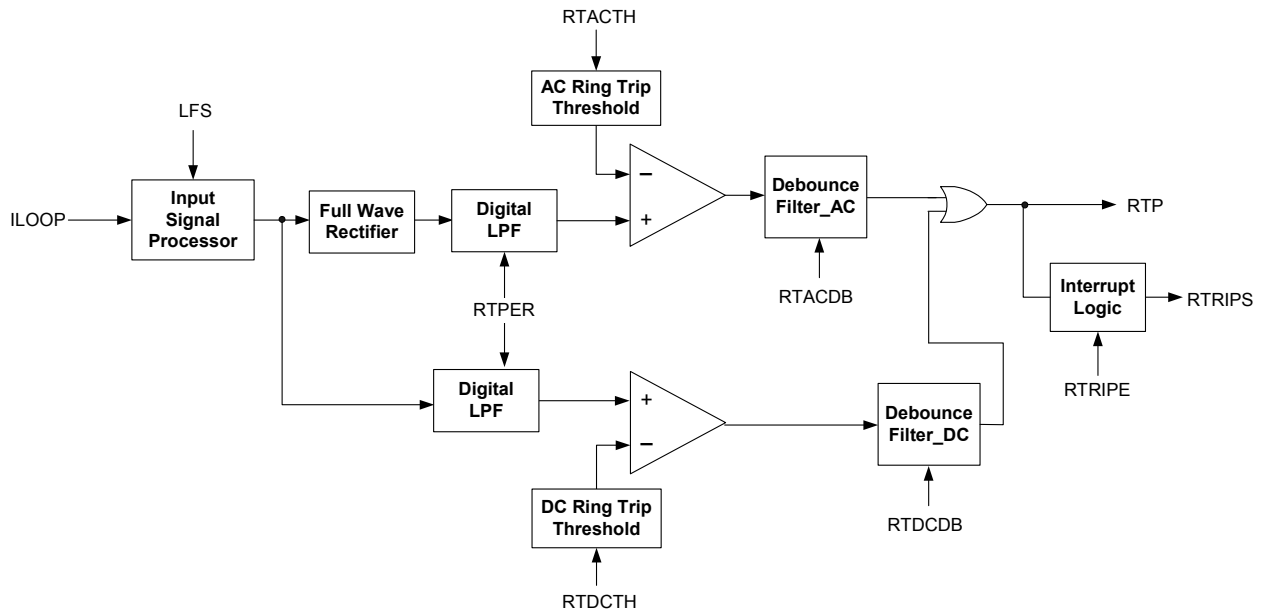 RTACTH
AC Ring Trip
Threshold
LFS
Input
Signal
Processor
ILOOP
Full Wave
Rectifier
Digital
LPF
−
+
Debounce
Filter_AC
RTP
RTACDB
RTPER
Interrupt
Logic
RTRIPS
RTRIPE
Digital
LPF
+
−
Debounce
Filter_DC
DC Ring Trip
Threshold
RTDCDB
RTDCTH